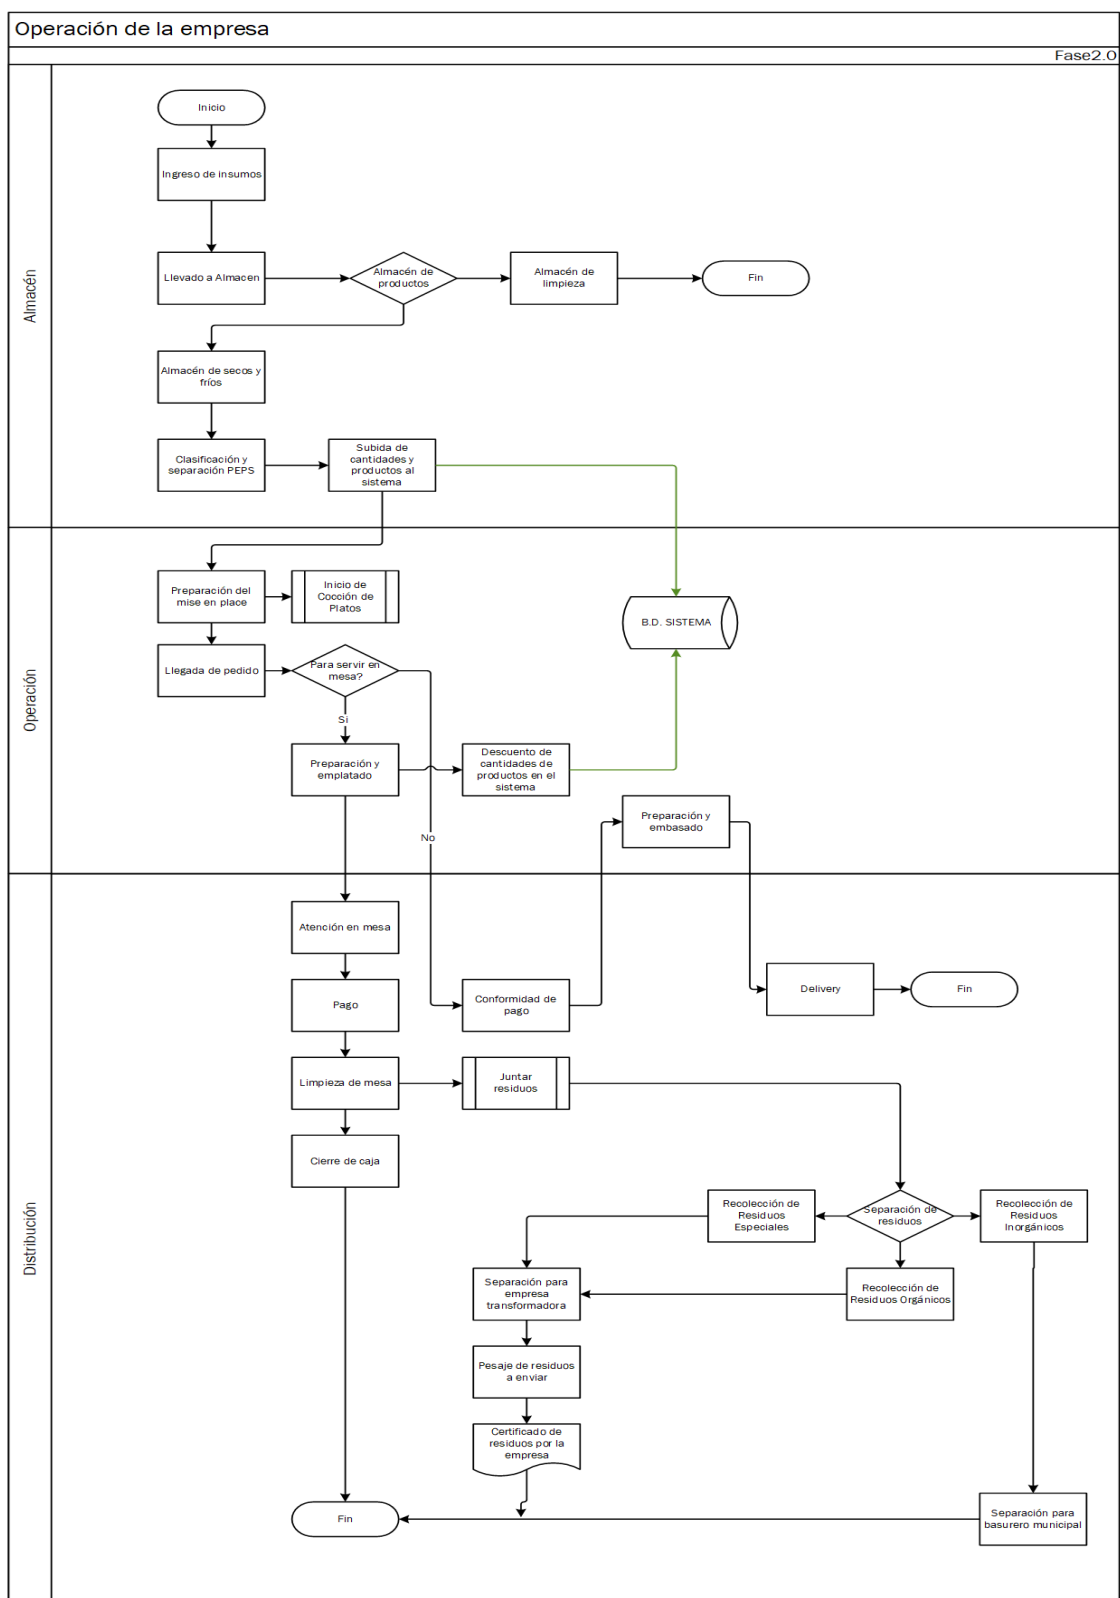 Operación de la empresa
Fase2.0
Almacén
Inicio
Ingreso de insumos
Llevado a Almacen
Almacén de
productos
Almacén de
limpieza
Fin
Almacén de secos y
fríos
Clasificación y
separación PEPS
Subida de
cantidades y
productos al
sistema
Operación
Preparación del
mise en place
Inicio de
Cocción de
Platos
B.D. SISTEMA
Llegada de pedido
Para servir en
mesa?
Si
Preparación y
emplatado
Descuento de
cantidades de
productos en el
sistema
Preparación y
embasado
No
Distribución
Atención en mesa
Pago
Conformidad de
pago
Delivery
Fin
Limpieza de mesa
Juntar
residuos
Cierre de caja
Recolección de
Residuos
Especiales
Separación de
residuos
Recolección de
Residuos
Inorgánicos
Separación para
empresa
transformadora
Recolección de
Residuos Orgánicos
Pesaje de residuos
a enviar
Certificado de
residuos por la
empresa
Fin
Separación para
basurero municipal